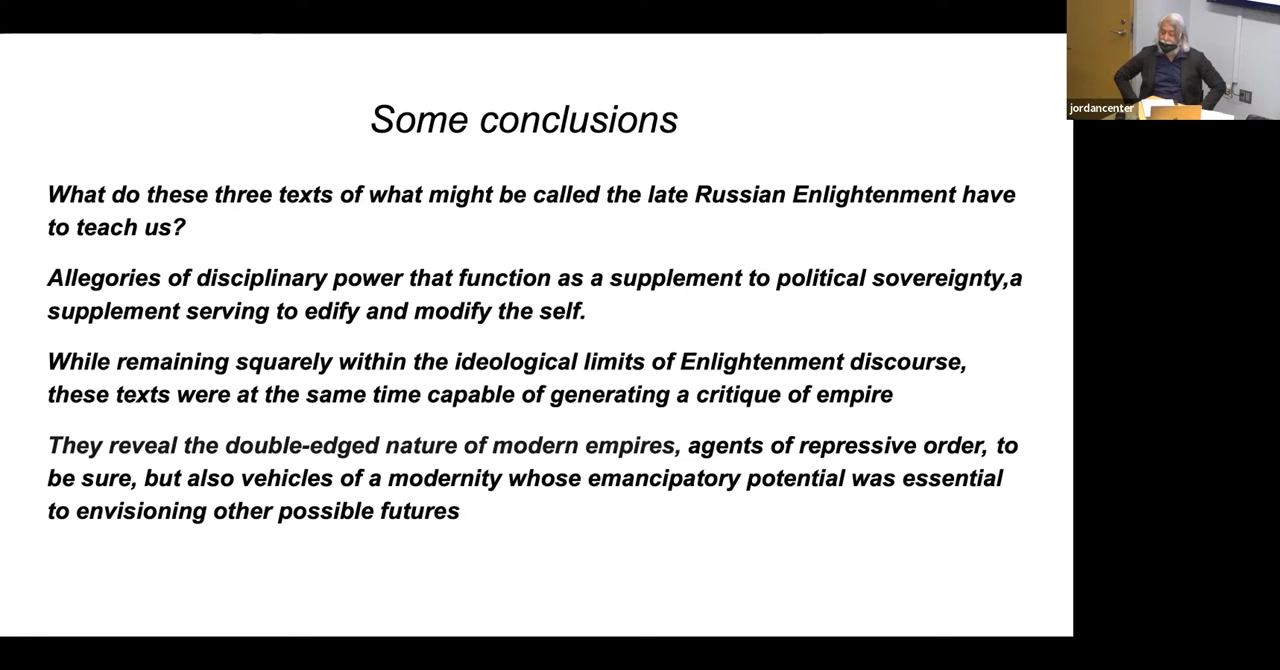 Some conclusions
What do these three texts of what might be called the late Russian Enlightenment have
to teach us?
Allegories of disciplinary power that function as a supplement to political sovereignty,a
supplement serving to edify and modify the self.
While remaining squarely within the ideological limits of Enlightenment discourse,
these texts were at the same time capable of generating a critique of empire
They reveal the double-edged nature of modern empires, agents of repressive order, to
be sure, but also vehicles of a modernity whose emancipatory potential was essential
to envisioning other possible futures
jordancenter